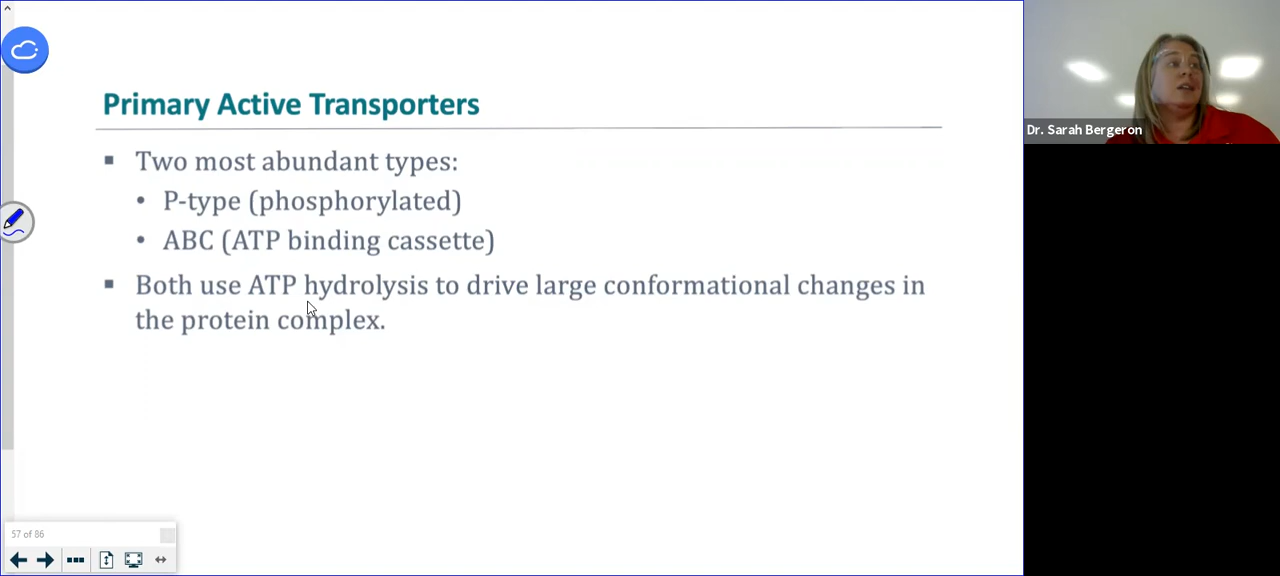 Primary Active Transporters
▪ Two most abundant types:
• P-type (phosphorylated)
• ABC (ATP binding cassette)
▪ Both use ATP hydrolysis to drive large conformational changes in
the protein complex.
Dr. Sarah Bergeron
57 of 86